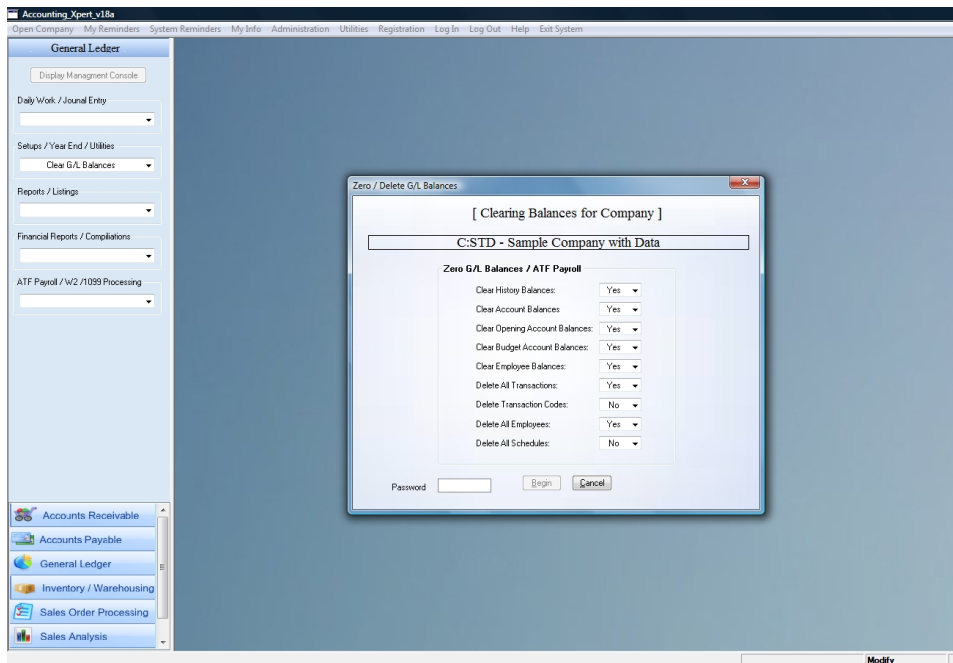 Accounting_Xpert_v18a
Open Company My Reminders System Reminders My Info Administration Utilities Registration Log In Log Out Help Exit System
General Ledger
Display Managment Console
Daily Work / Jounal Entry
Setups / Year End / Utilities
Clear G/L Balances
Reports / Listings
Financial Reports / Compiliations
ATF Payroll / W2 /1099 Processing
Zero / Delete G/L Balances
[ Clearing Balances for Company ]
C:STD - Sample Company with Data
Zero G/L Balances / ATF Payroll
Clear History Balances: Yes
Clear Account Balances Yes
Clear Opening Account Balances: Yes
Clear Budget Account Balances: Yes
Clear Employee Balances: Yes
Delete All Transactions: Yes
Delete Transaction Codes: No
Delete All Employees: Yes
Delete All Schedules: No
Password Begin Cancel
Accounts Receivable
Accounts Payable
General Ledger
Inventory / Warehousing
Sales Order Processing
Sales Analysis
Modify